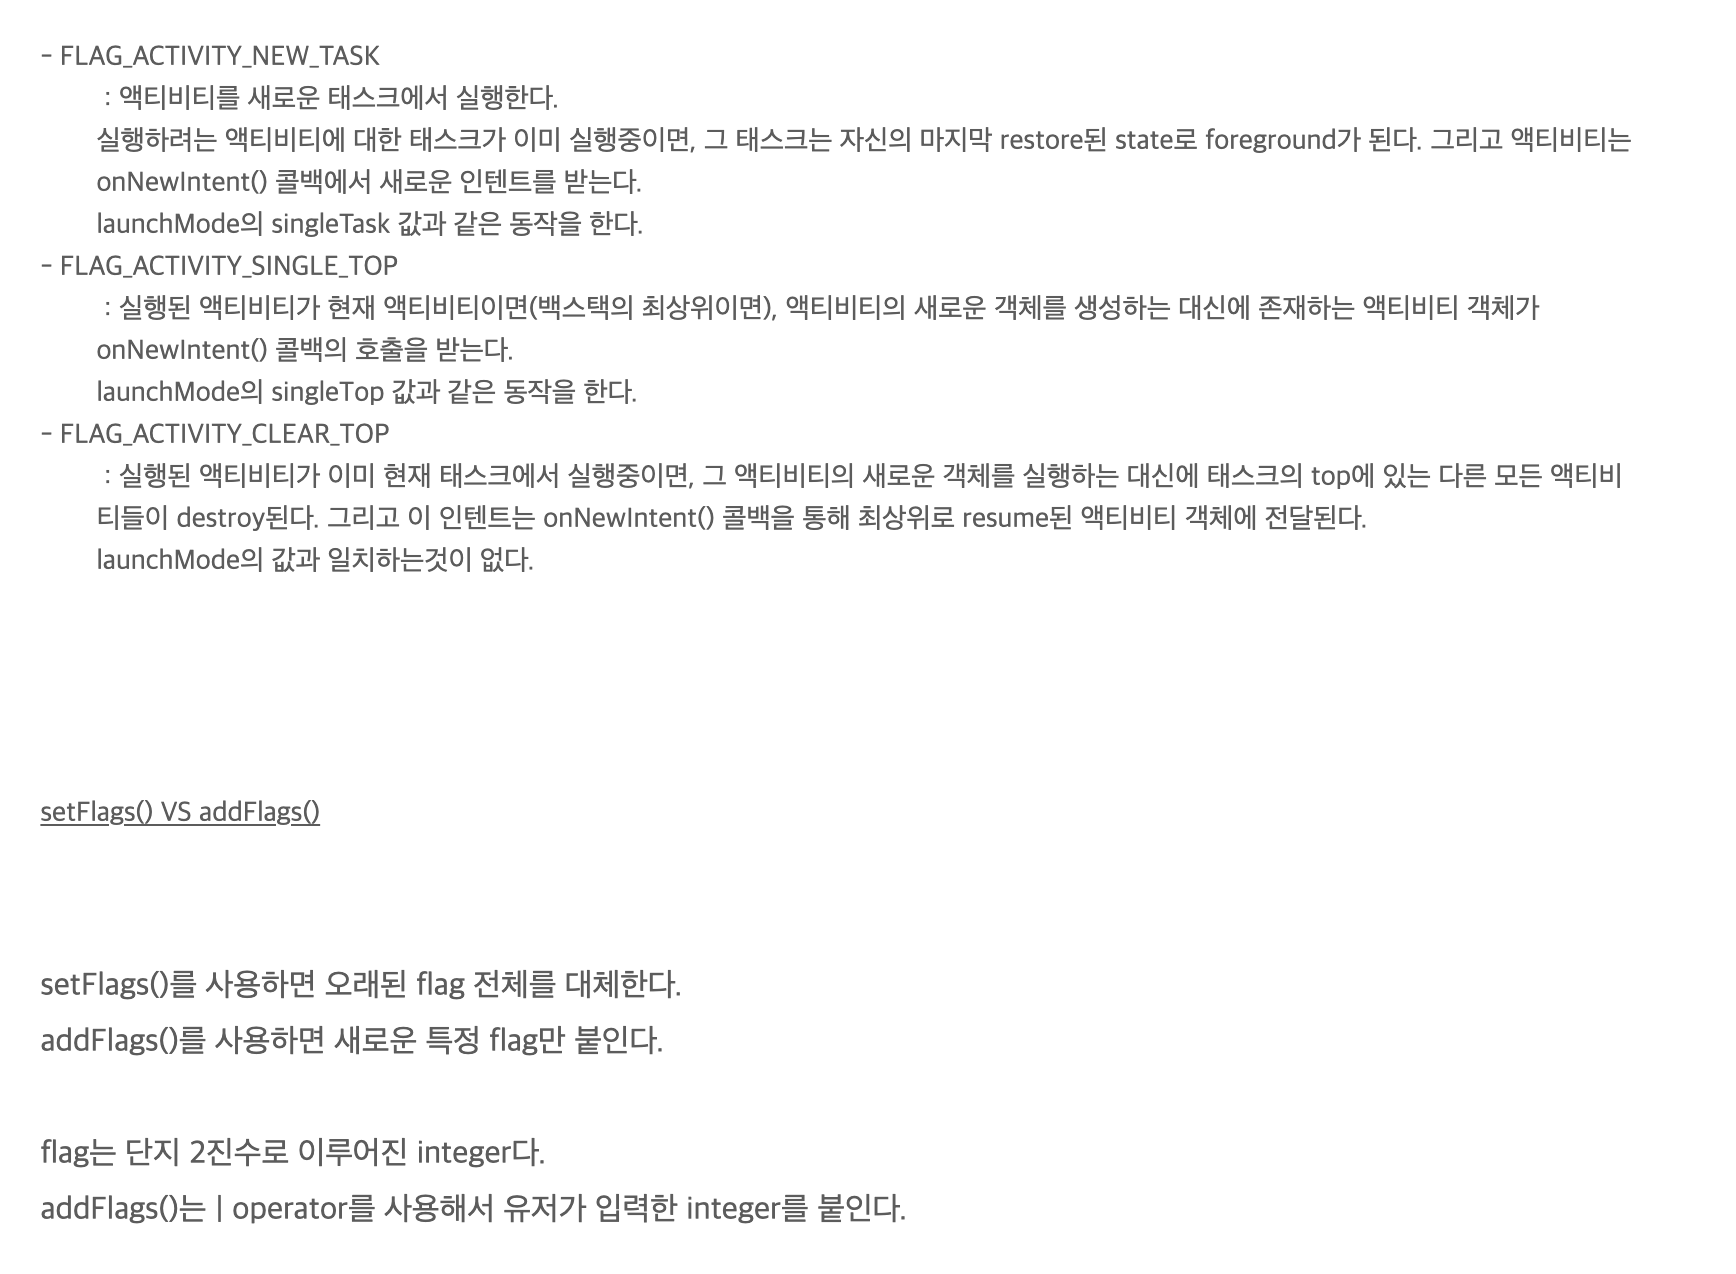 - FLAG_ACTIVITY_NEW_TASK
: 액티비티를 새로운 태스크에서 실행한다.
실행하려는 액티비티에 대한 태스크가 이미 실행중이면, 그 태스크는 자신의 마지막 restore된 state로 foreground가 된다. 그리고 액티비티는
onNewIntent() 콜백에서 새로운 인텐트를 받는다.
launchMode의 singleTask 값과 같은 동작을 한다.
- FLAG_ACTIVITY_SINGLE_TOP
: 실행된 액티비티가 현재 액티비티이면(백스택의 최상위이면), 액티비티의 새로운 객체를 생성하는 대신에 존재하는 액티비티 객체가
onNewIntent() 콜백의 호출을 받는다.
launchMode의 singleTop 값과 같은 동작을 한다.
- FLAG_ACTIVITY_CLEAR_TOP
: 실행된 액티비티가 이미 현재 태스크에서 실행중이면, 그 액티비티의 새로운 객체를 실행하는 대신에 태스크의 top에 있는 다른 모든 액티비
티들이 destroy된다. 그리고 이 인텐트는 onNewIntent() 콜백을 통해 최상위로 resume된 액티비티 객체에 전달된다.
launchMode의 값과 일치하는것이 없다.
setFlags() VS addFlags()
setFlags()를 사용하면 오래된 flag 전체를 대체한다.
addFlags()를 사용하면 새로운 특정 flag만 붙인다.
flag는 단지 2진수로 이루어진 integer다.
addFlags()는 | operator를 사용해서 유저가 입력한 integer를 붙인다.